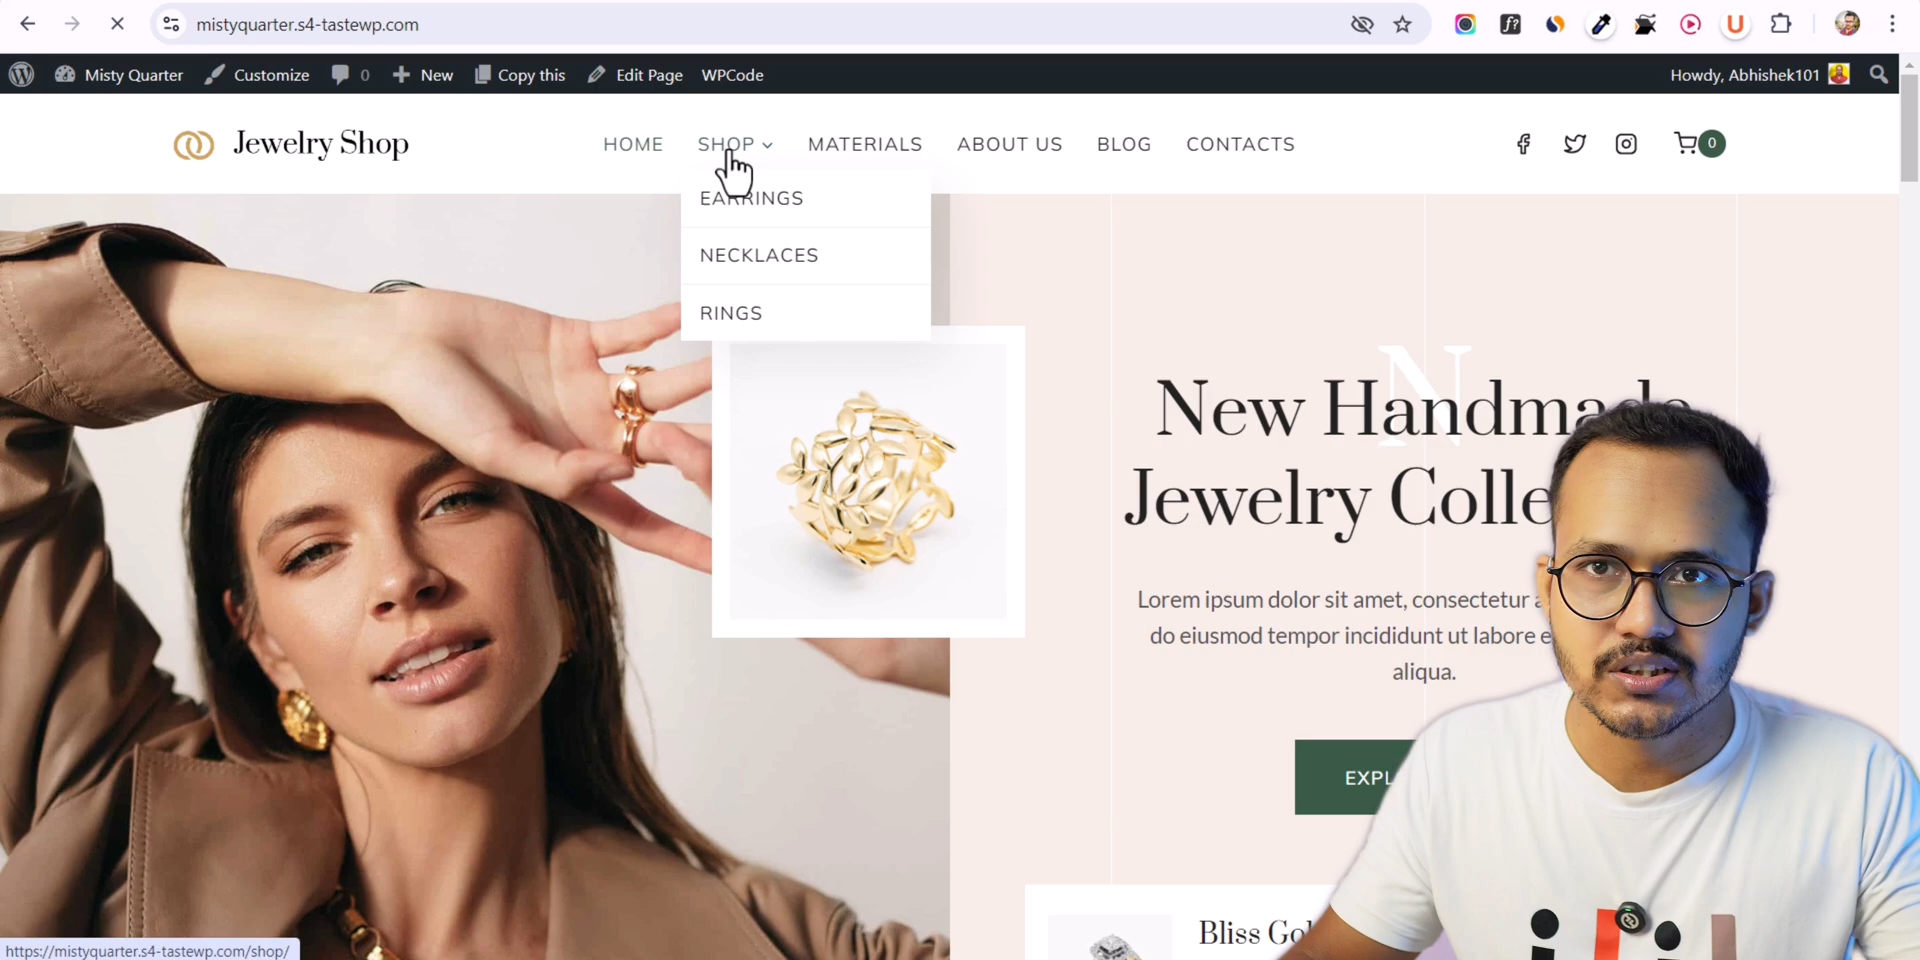 mistyquarter.s4-tastewp.com
Misty Quarter
Customize
0
New
Copy this
Edit Page
WPCode
Howdy, Abhishek101
Jewelry Shop
HOME
SHOP
MATERIALS
ABOUT US
BLOG
CONTACTS
0
EARRINGS
NECKLACES
RINGS
N
New Handmade
Jewelry Colle
Lorem ipsum dolor sit amet, consectetur a
do eiusmod tempor incididunt ut labore e
aliqua.
EXPL
Bliss Gol
https://mistyquarter.s4-tastewp.com/shop/